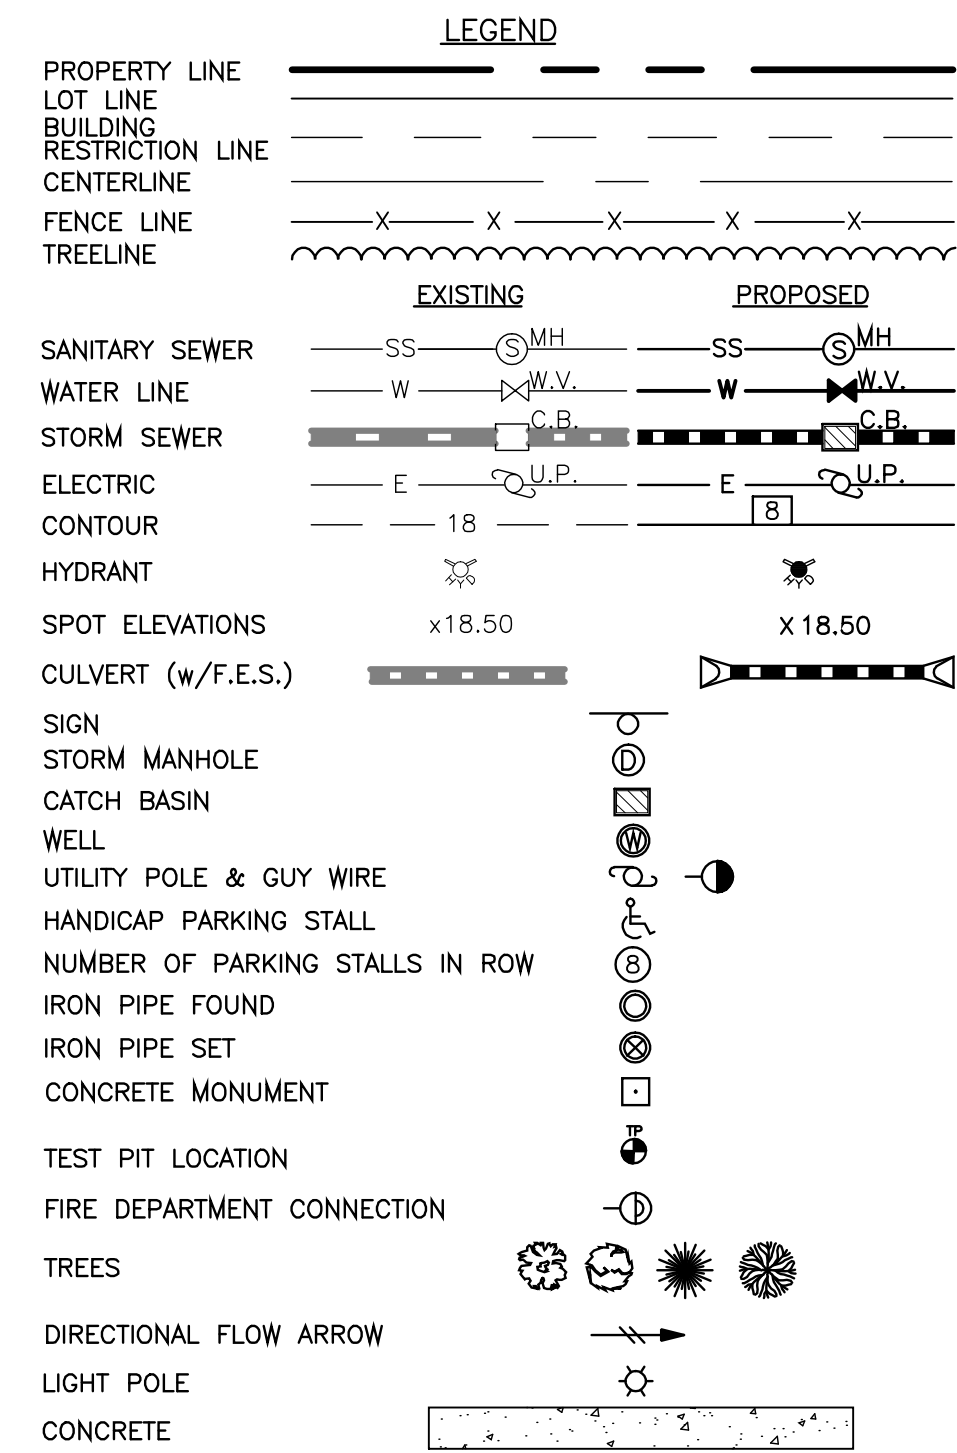 LEGEND
PROPERTY LINE
LOT LINE
BUILDING
RESTRICTION LINE
CENTERLINE
FENCE LINE X X X X X
TREELINE
EXISTING PROPOSED
SANITARY SEWER SS S MH SS S MH
WATER LINE W W.V. W W.V.
STORM SEWER C.B. C.B.
ELECTRIC E U.P. E U.P.
CONTOUR 18 8
HYDRANT HYD HYD
SPOT ELEVATIONS x18.50 X 18.50
CULVERT (w/F.E.S.)
SIGN
STORM MANHOLE D
CATCH BASIN
WELL W
UTILITY POLE & GUY WIRE
HANDICAP PARKING STALL
NUMBER OF PARKING STALLS IN ROW 8
IRON PIPE FOUND
IRON PIPE SET
CONCRETE MONUMENT
TP
TEST PIT LOCATION
FIRE DEPARTMENT CONNECTION
TREES
DIRECTIONAL FLOW ARROW
LIGHT POLE
CONCRETE